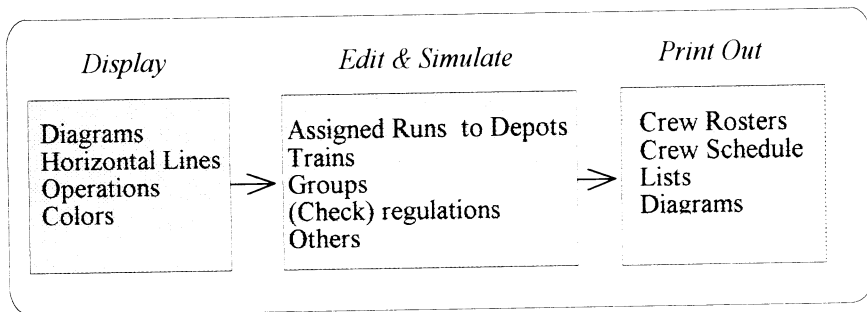 Display
Edit & Simulate
Print Out
Diagrams
Horizontal Lines
Operations
Colors
Assigned Runs to Depots
Trains
Groups
(Check) regulations
Others
Crew Rosters
Crew Schedule
Lists
Diagrams